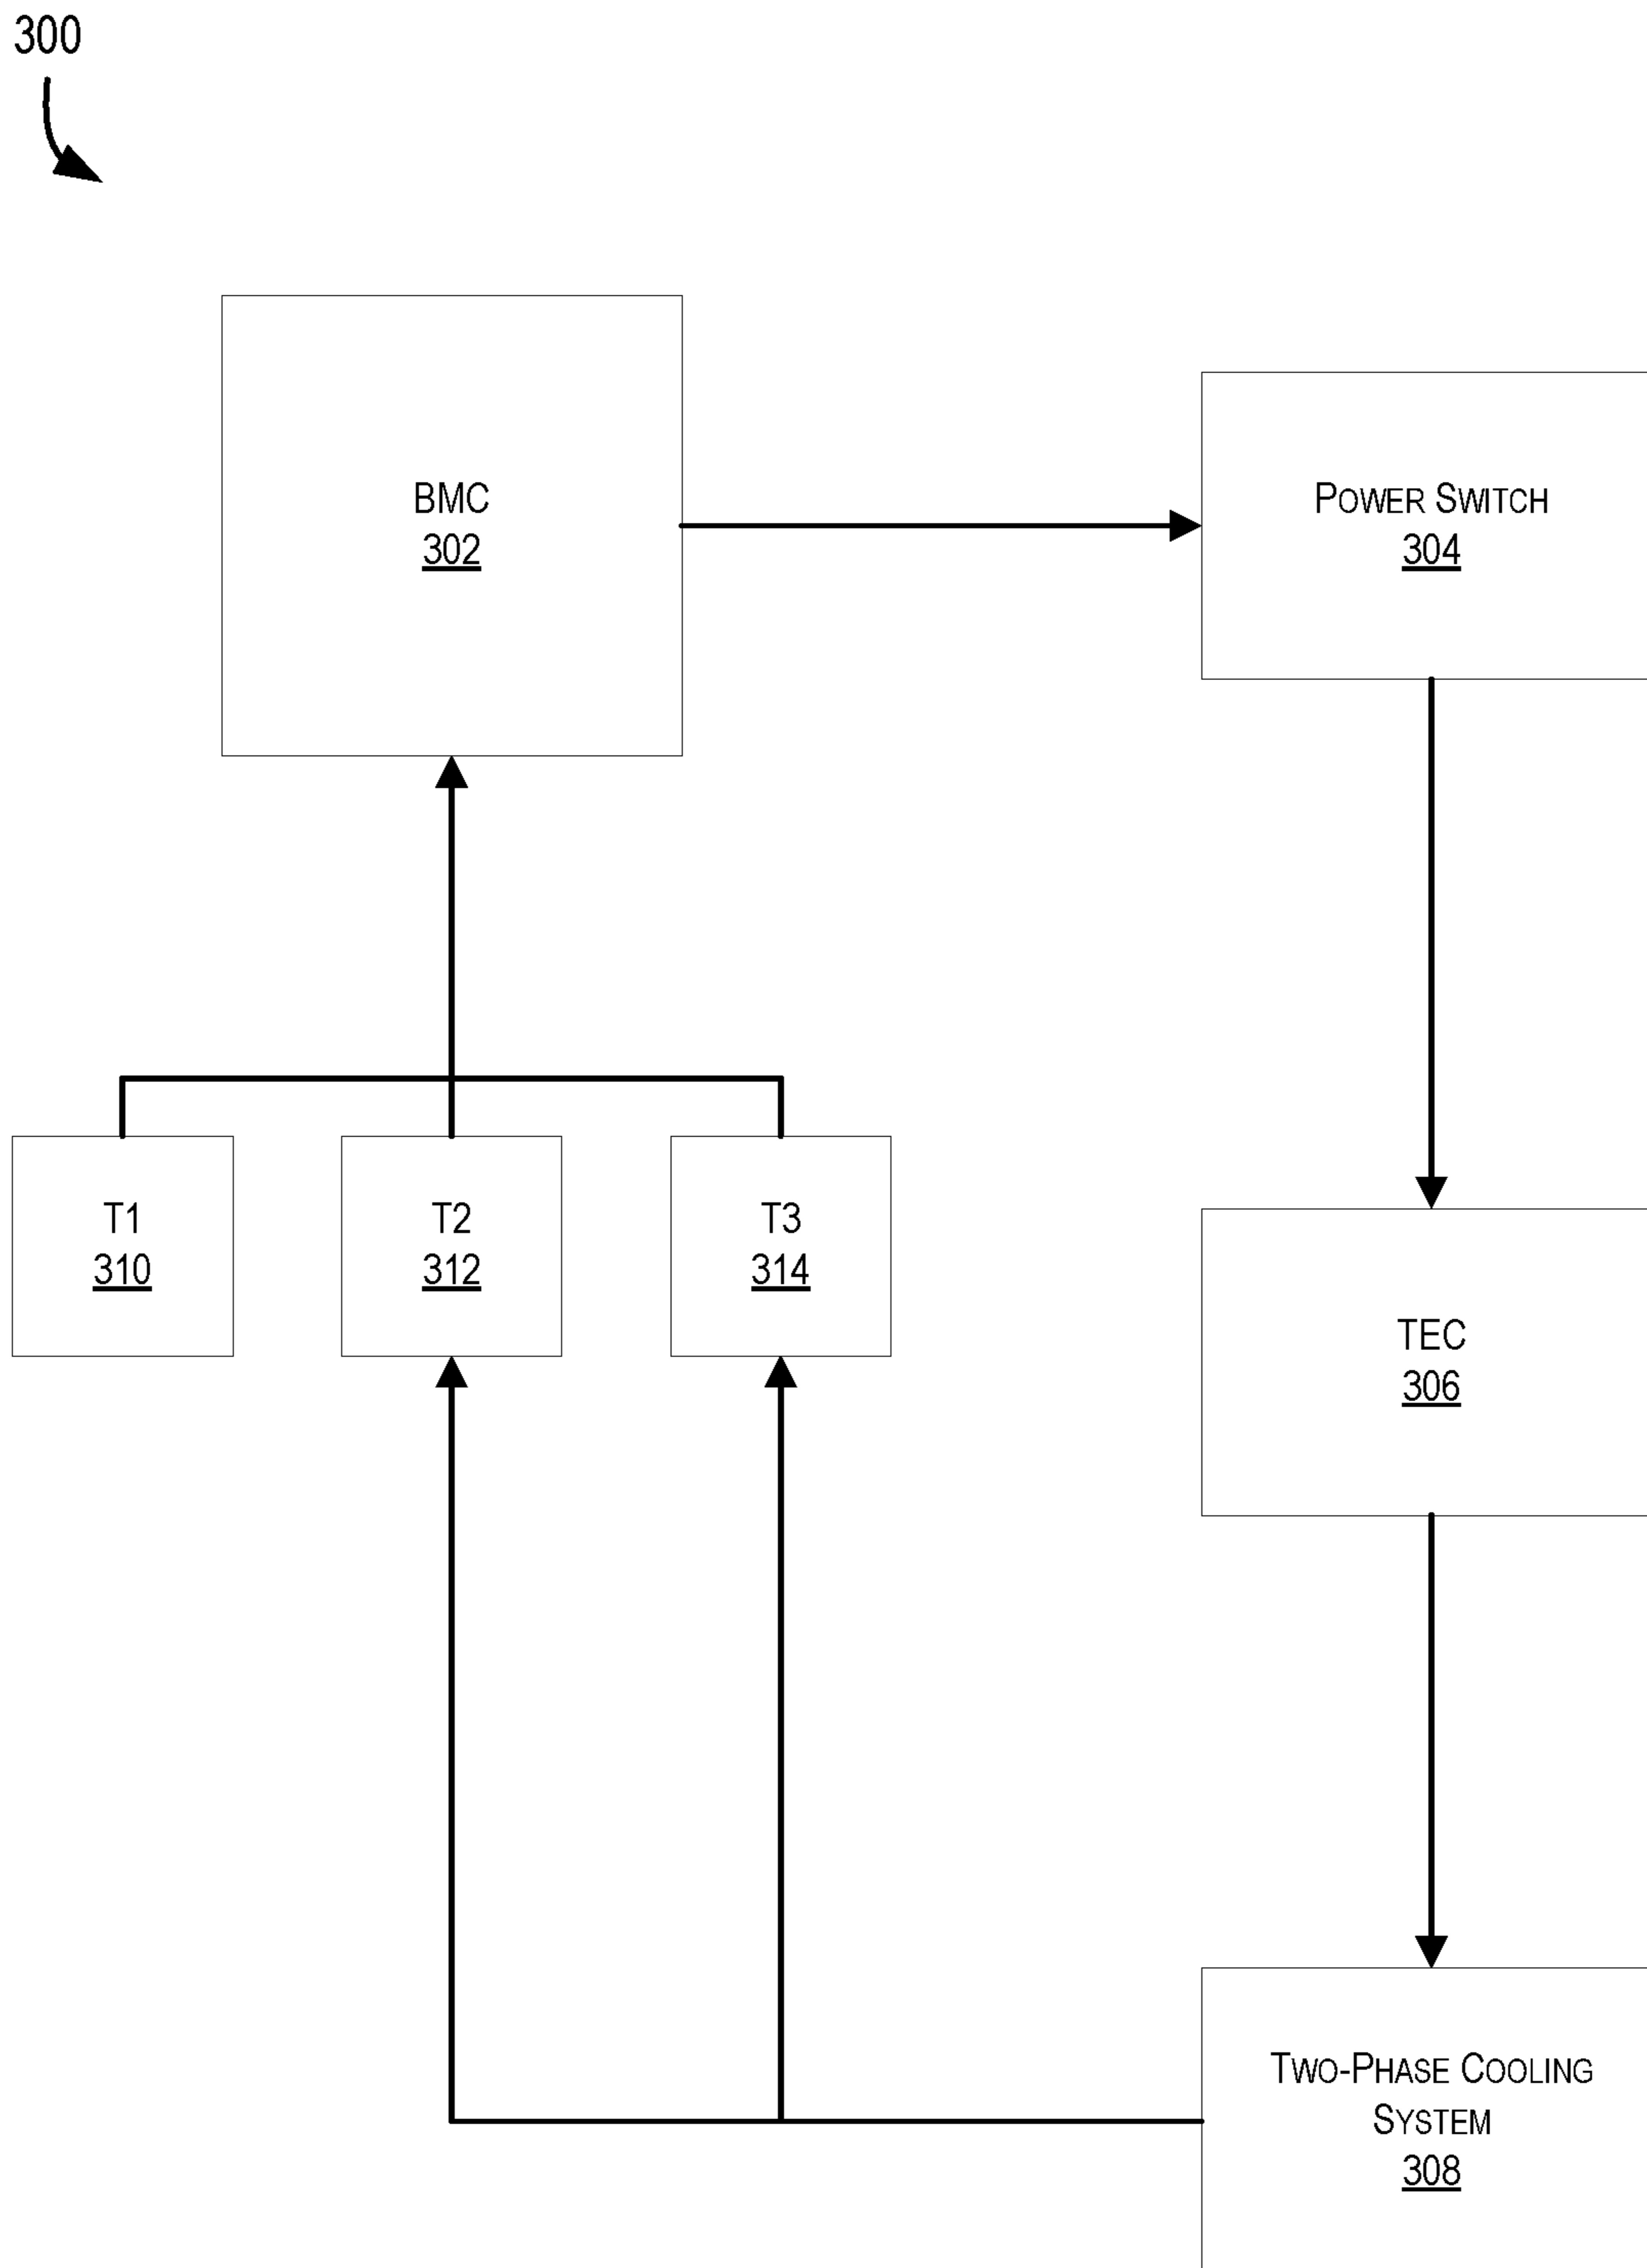 300
BMC
302
POWER SWITCH
304
T1
310
T2
312
T3
314
TEC
306
TWO-PHASE COOLING
SYSTEM
308